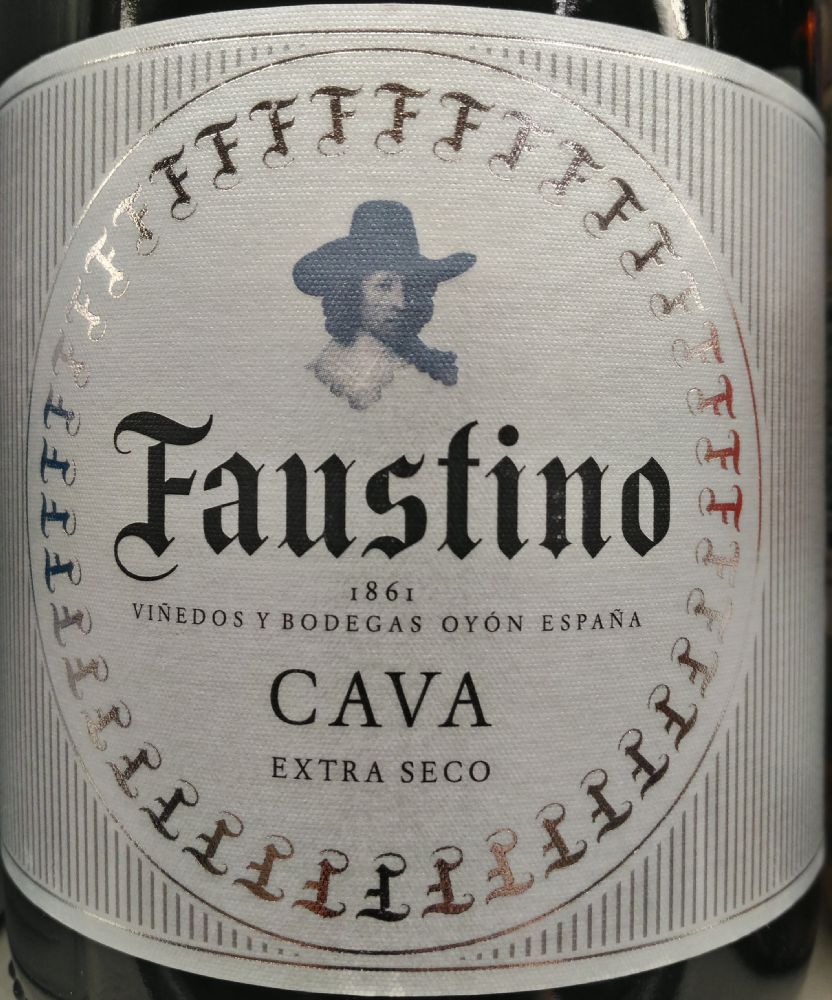 Faustino
1861
VIÑEDOS Y BODEGAS OYÓN ESPAÑA
CAVA
EXTRA SECO